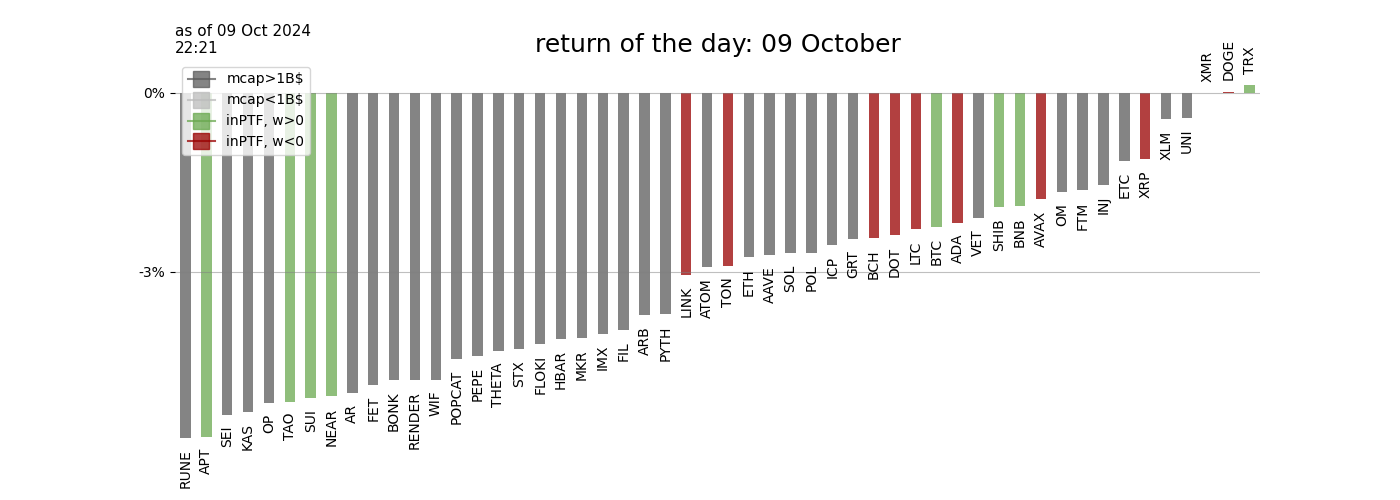 as of 09 Oct 2024
22:21
return of the day: 09 October
mcap>1B$
mcap<1B$
inPTF, w>0
inPTF, w<0
0%
-3%
RUNE
APT
SEI
KAS
OP
TAO
SUI
NEAR
AR
FET
BONK
RENDER
WIF
POPCAT
PEPE
THETA
STX
FLOKI
HBAR
MKR
IMX
FIL
ARB
PYTH
LINK
ATOM
TON
ETH
AAVE
SOL
POL
ICP
GRT
BCH
DOT
LTC
BTC
ADA
VET
SHIB
BNB
AVAX
OM
FTM
INJ
ETC
XRP
XLM
UNI
XMR
DOGE
TRX